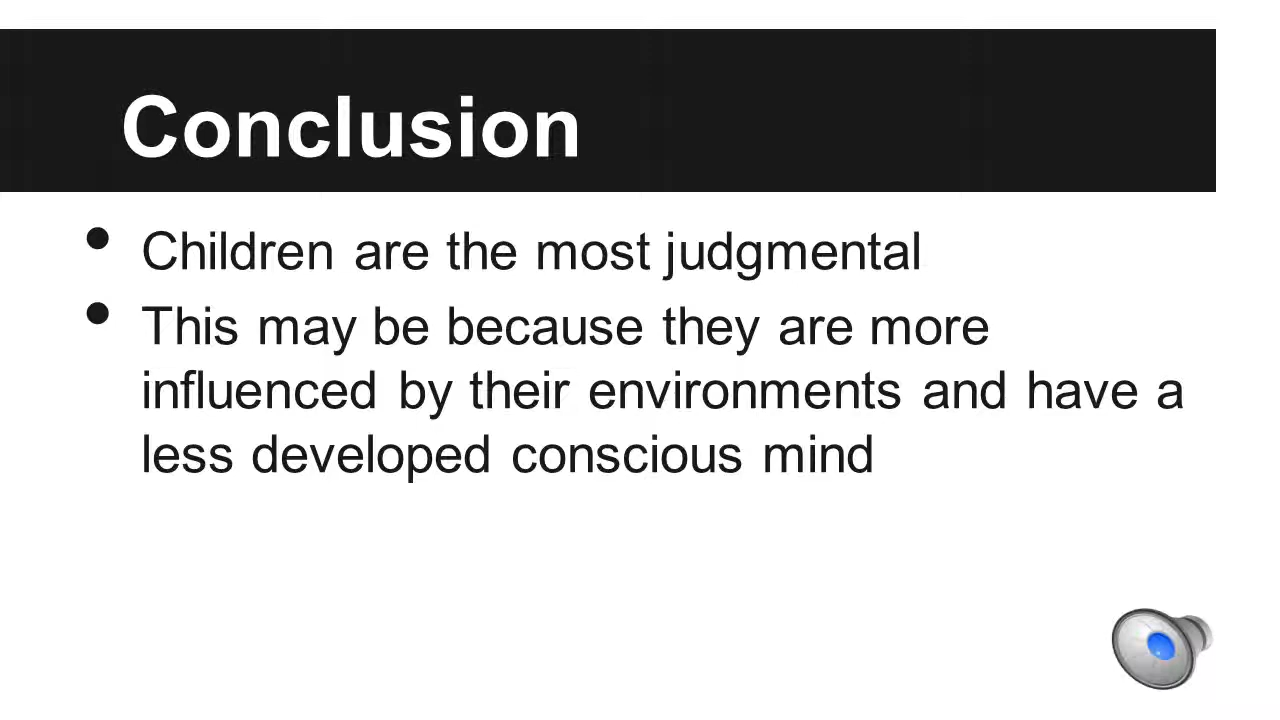 Conclusion
• Children are the most judgmental
• This may be because they are more
influenced by their environments and have a
less developed conscious mind